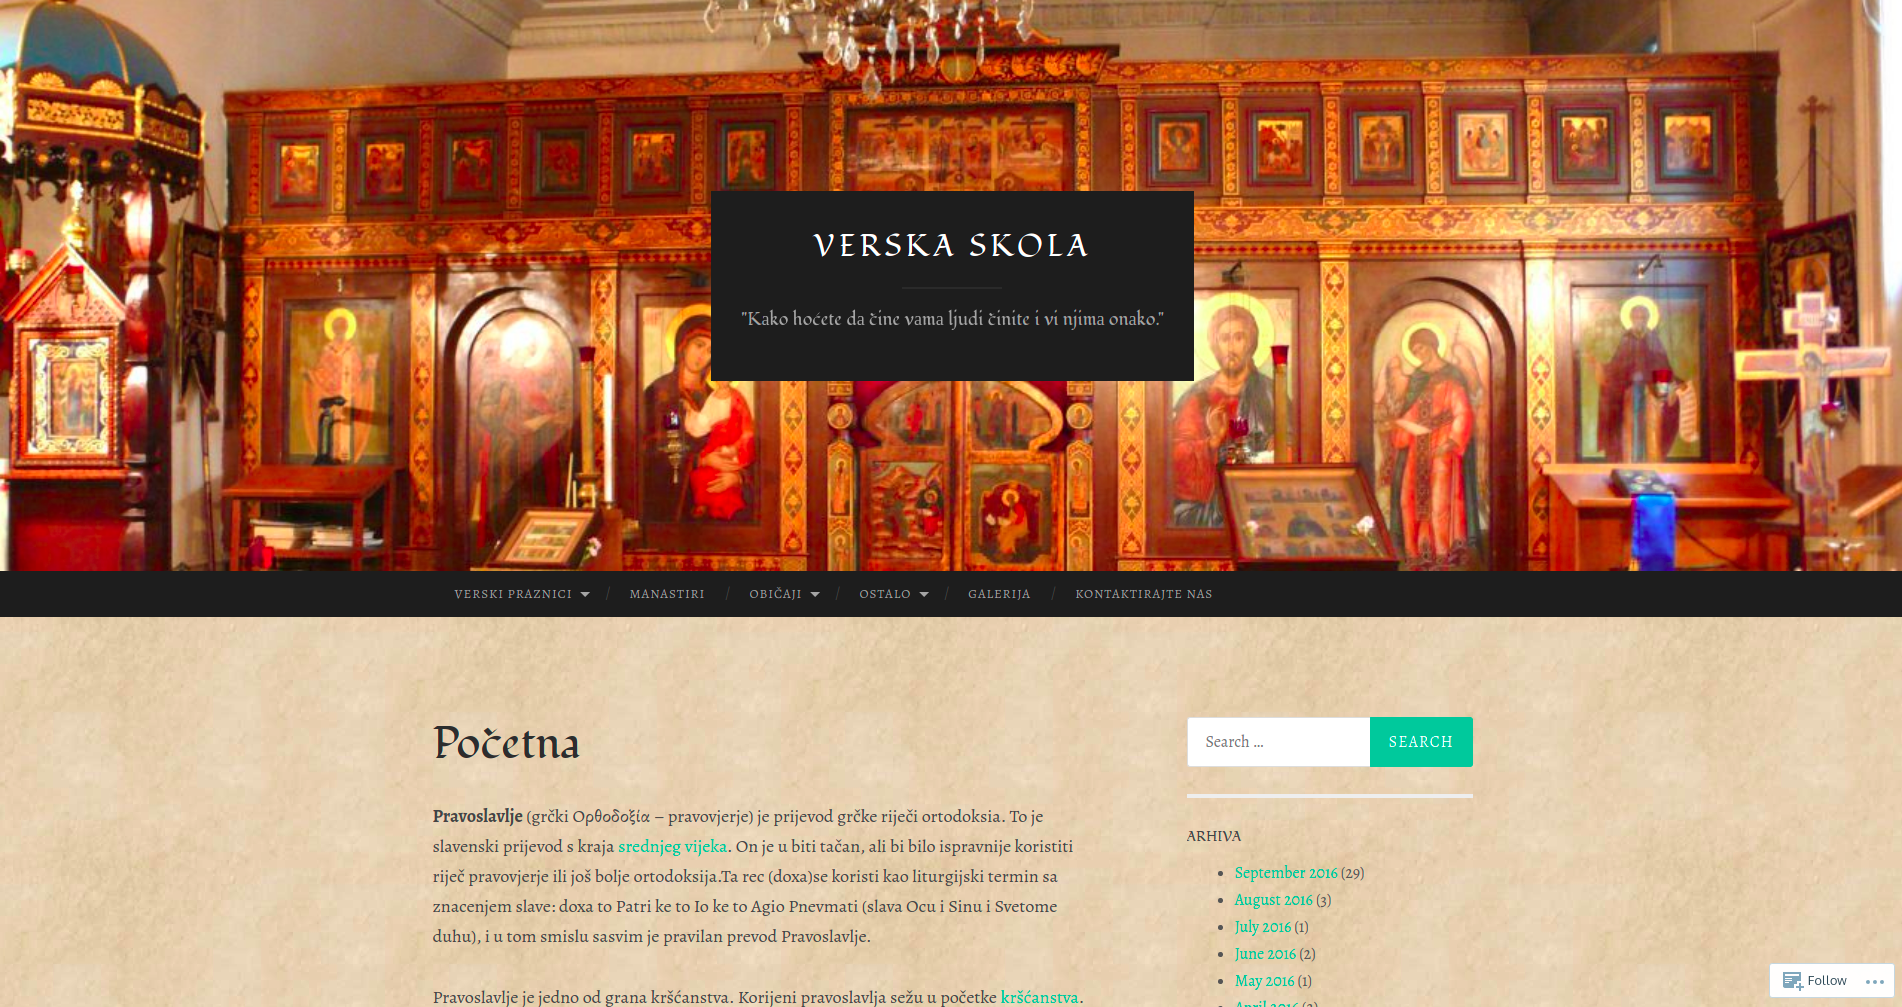 VERSKA SKOLA
"Kako hoćete da čine vama ljudi činite i vi njima onako."
VERSKI PRAZNICI / MANASTIRI / OBIČAJI / OSTALO / GALERIJA / KONTAKTIRAJTE NAS
Početna
Pravoslavlje (grčki Ορθοδοξία – pravovjerje) je prijevod grčke riječi ortodoksia. To je
slavenski prijevod s kraja srednjeg vijeka. On je u biti tačan, ali bi bilo ispravnije koristiti
riječ pravovjerje ili još bolje ortodoksija.Ta rec (doxa)se koristi kao liturgijski termin sa
znacenjem slave: doxa to Patri ke to Io ke to Agio Pnevmati (slava Ocu i Sinu i Svetome
duhu), i u tom smislu sasvim je pravilan prevod Pravoslavlje.
Pravoslavlje je jedno od grana kršćanstva. Korijeni pravoslavlja sežu u početke kršćanstva.
Search ...
SEARCH
ARHIVA
September 2016 (29)
August 2016 (3)
July 2016 (1)
June 2016 (2)
May 2016 (1)
Follow